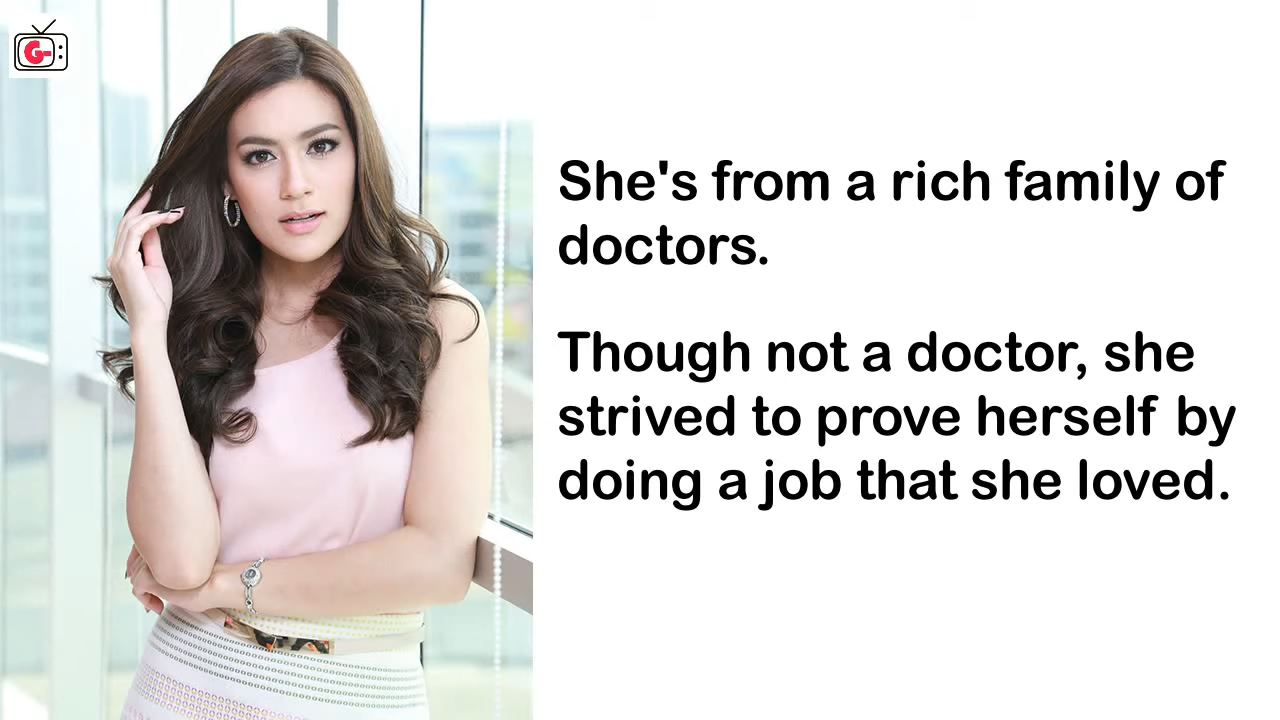 G-
She's from a rich family of
doctors.
Though not a doctor, she
strived to prove herself by
doing a job that she loved.